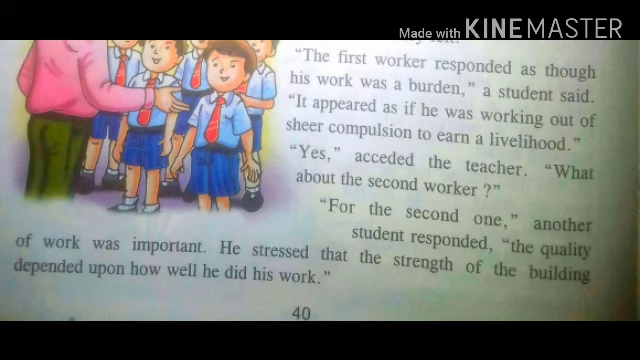 Made with KINEMASTER
"The first worker responded as though
his work was a burden," a student said.
"It appeared as if he was working out of
sheer compulsion to earn a livelihood."
"Yes," acceded the teacher. "What
about the second worker ?"
"For the second one," another
student responded, "the quality
of work was important. He stressed that the strength of the building
depended upon how well he did his work."
40